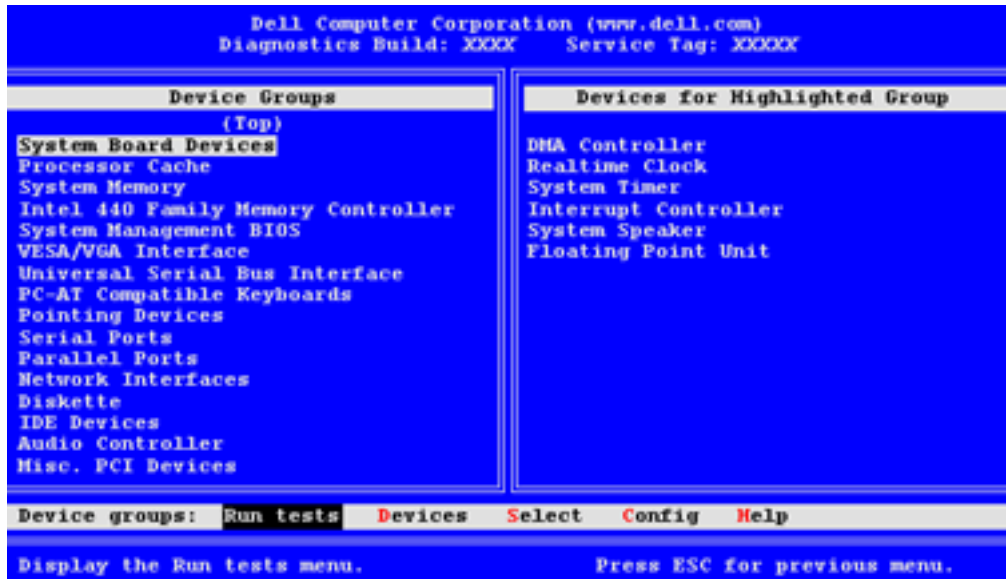 Dell Computer Corporation (www.dell.com)
Diagnostics Build: XXXX Service Tag: XXXXX
Device Groups
(Top)
System Board Devices
Processor Cache
System Memory
Intel 440 Family Memory Controller
System Management BIOS
VESA/VGA Interface
Universal Serial Bus Interface
PC-AT Compatible Keyboards
Pointing Devices
Serial Ports
Parallel Ports
Network Interfaces
Diskette
IDE Devices
Audio Controller
Misc. PCI Devices
Devices for Highlighted Group
DMA Controller
Realtime Clock
System Timer
Interrupt Controller
System Speaker
Floating Point Unit
Device groups: Run tests Devices Select Config Help
Display the Run tests menu. Press ESC for previous menu.